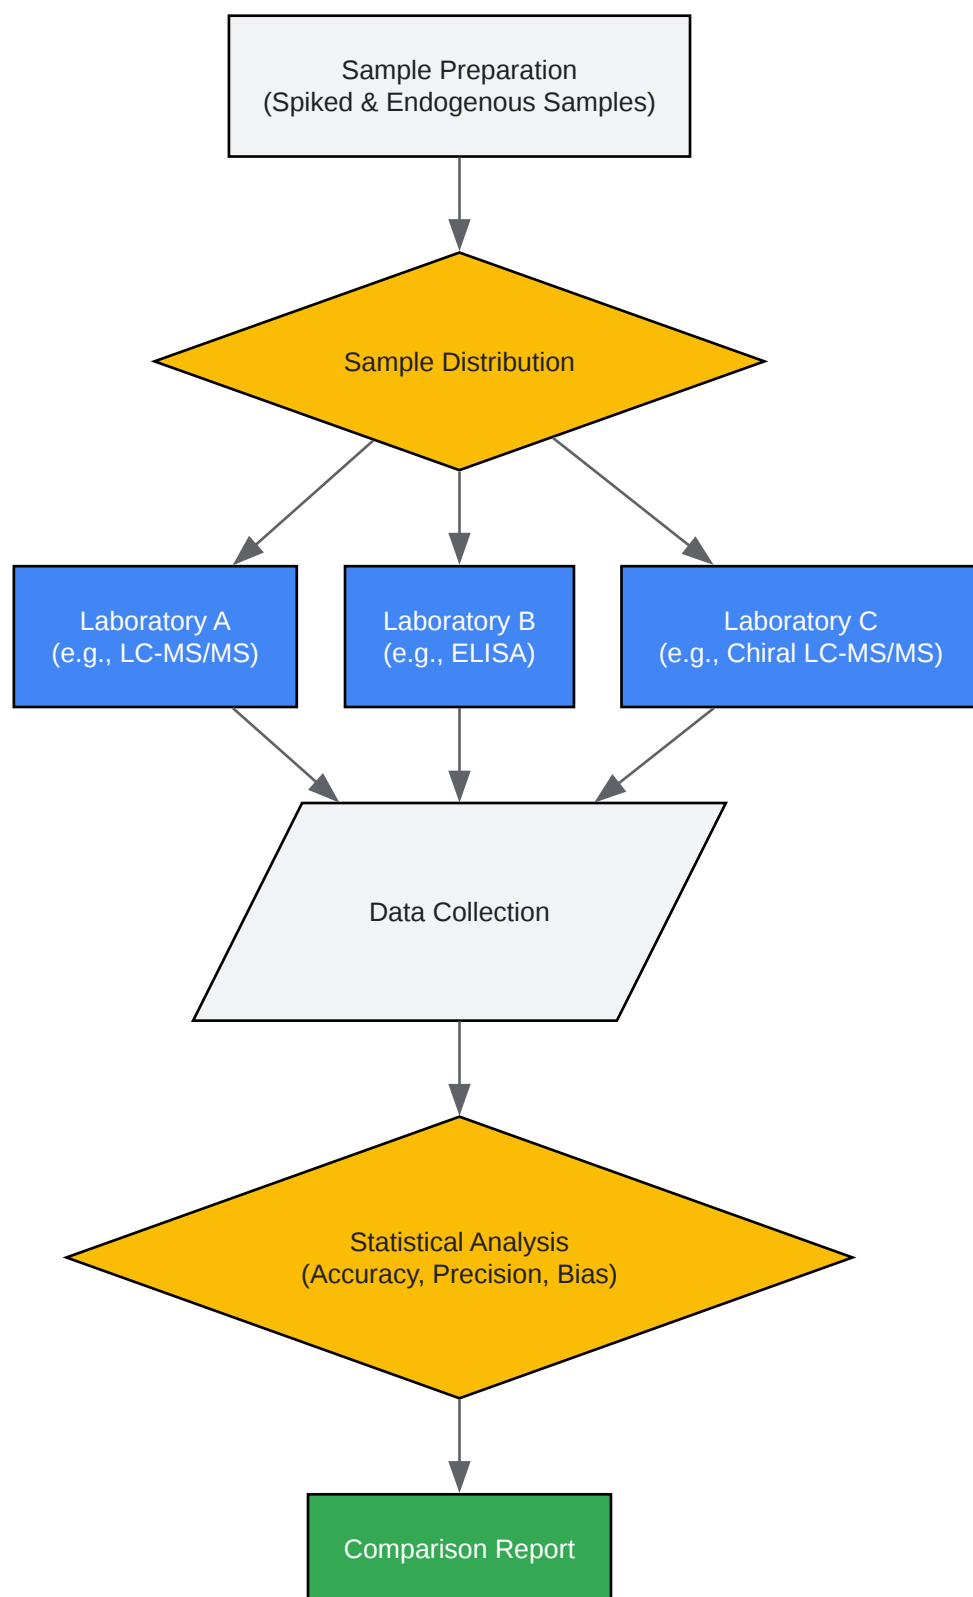 Sample Preparation
(Spiked & Endogenous Samples)
Sample Distribution
Laboratory A
(e.g., LC-MS/MS)
Laboratory B
(e.g., ELISA)
Laboratory C
(e.g., Chiral LC-MS/MS)
Data Collection
Statistical Analysis
(Accuracy, Precision, Bias)
Comparison Report